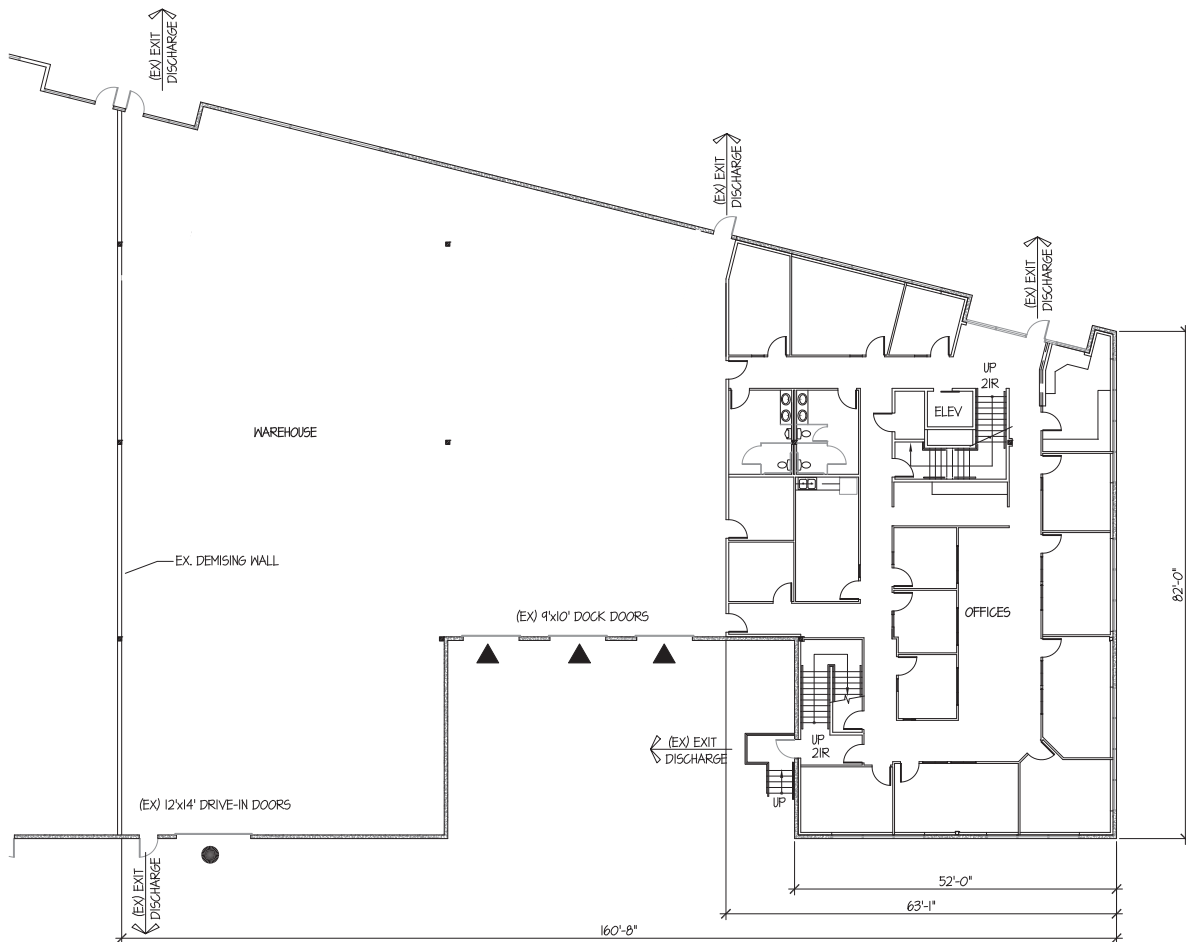 (EX) EXIT
DISCHARGE
(EX) EXIT
DISCHARGE
(EX) EXIT
DISCHARGE
UP
21R
ELEV
WAREHOUSE
EX. DEMISING WALL
(EX) 9'x10' DOCK DOORS
OFFICES
82'-0"
(EX) EXIT
DISCHARGE
UP
21R
UP
(EX) 12'x14' DRIVE-IN DOORS
(EX) EXIT
DISCHARGE
52'-0"
63'-1"
160'-8"